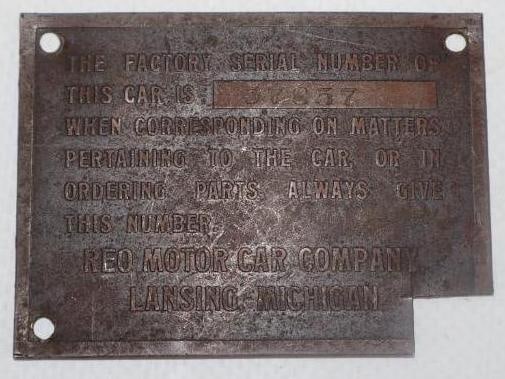 THE FACTORY SERIAL NUMBER OF
THIS CAR IS
WHEN CORRESPONDING ON MATTERS
PERTAINING TO THE CAR, OR IN
ORDERING PARTS ALWAYS GIVE
THIS NUMBER.
REO MOTOR CAR COMPANY,
LANSING, MICHIGAN.